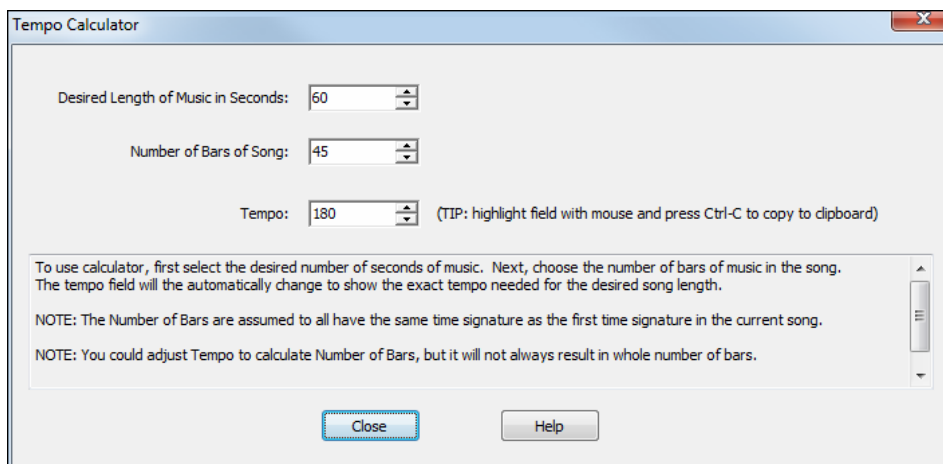 Tempo Calculator
Desired Length of Music in Seconds: 60
Number of Bars of Song: 45
Tempo: 180 (TIP: highlight field with mouse and press Ctrl-C to copy to clipboard)
To use calculator, first select the desired number of seconds of music.  Next, choose the number of bars of music in the song.
The tempo field will the automatically change to show the exact tempo needed for the desired song length.
NOTE: The Number of Bars are assumed to all have the same time signature as the first time signature in the current song.
NOTE: You could adjust Tempo to calculate Number of Bars, but it will not always result in whole number of bars.
Close Help